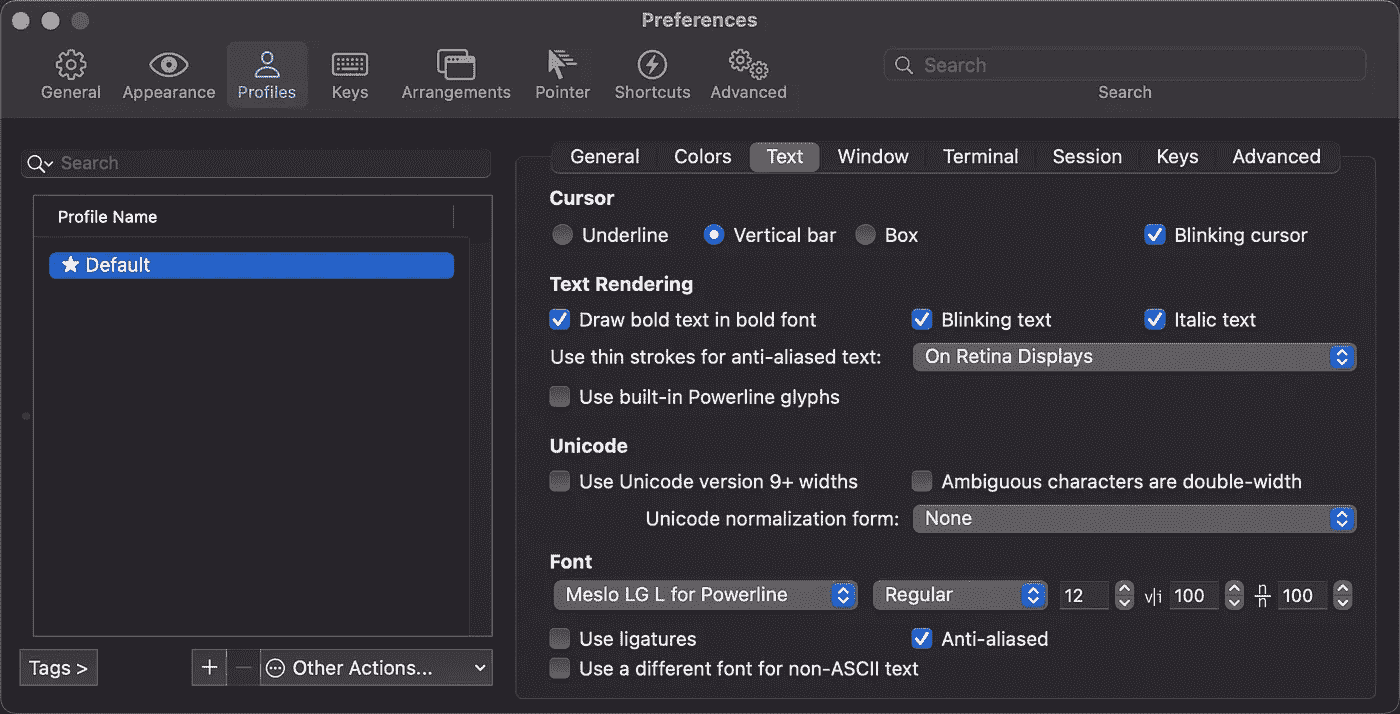 Preferences
General Appearance Profiles Keys Arrangements Pointer Shortcuts Advanced
Search
Search
Search
General Colors Text Window Terminal Session Keys Advanced
Profile Name
Default
Tags > + − Other Actions...
Cursor
Underline Vertical bar Box Blinking cursor
Text Rendering
Draw bold text in bold font Blinking text Italic text
Use thin strokes for anti-aliased text: On Retina Displays
Use built-in Powerline glyphs
Unicode
Use Unicode version 9+ widths Ambiguous characters are double-width
Unicode normalization form: None
Font
Meslo LG L for Powerline Regular 12 v|i 100 n/n 100
Use ligatures Anti-aliased
Use a different font for non-ASCII text